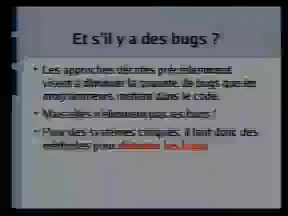 Et s'il y a des bugs ?
• Les approches décrites précédemment
visent à diminuer la quantité de bugs que les
programmeurs mettent dans le code.
• Mais elles n'éliminent pas les bugs !
• Pour des systèmes critiques, il faut donc des
méthodes pour éliminer les bugs